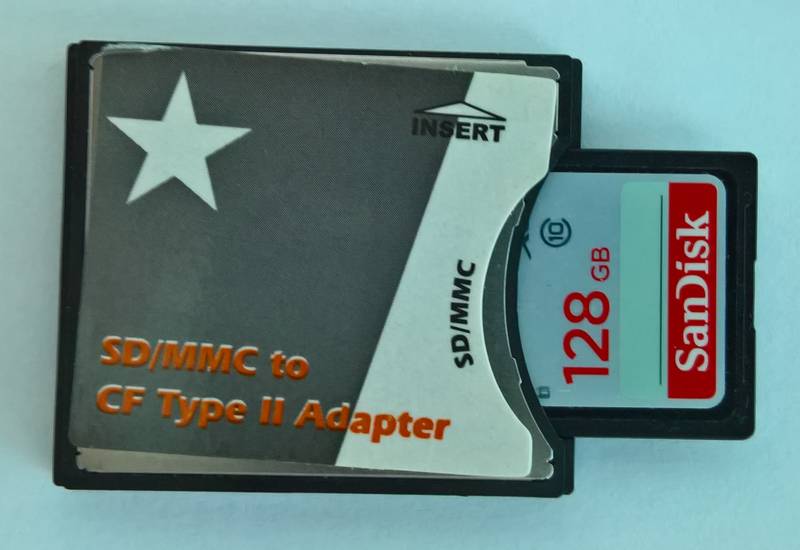 INSERT
SD/MMC
SD/MMC to
CF Type II Adapter
SanDisk
128 GB
10